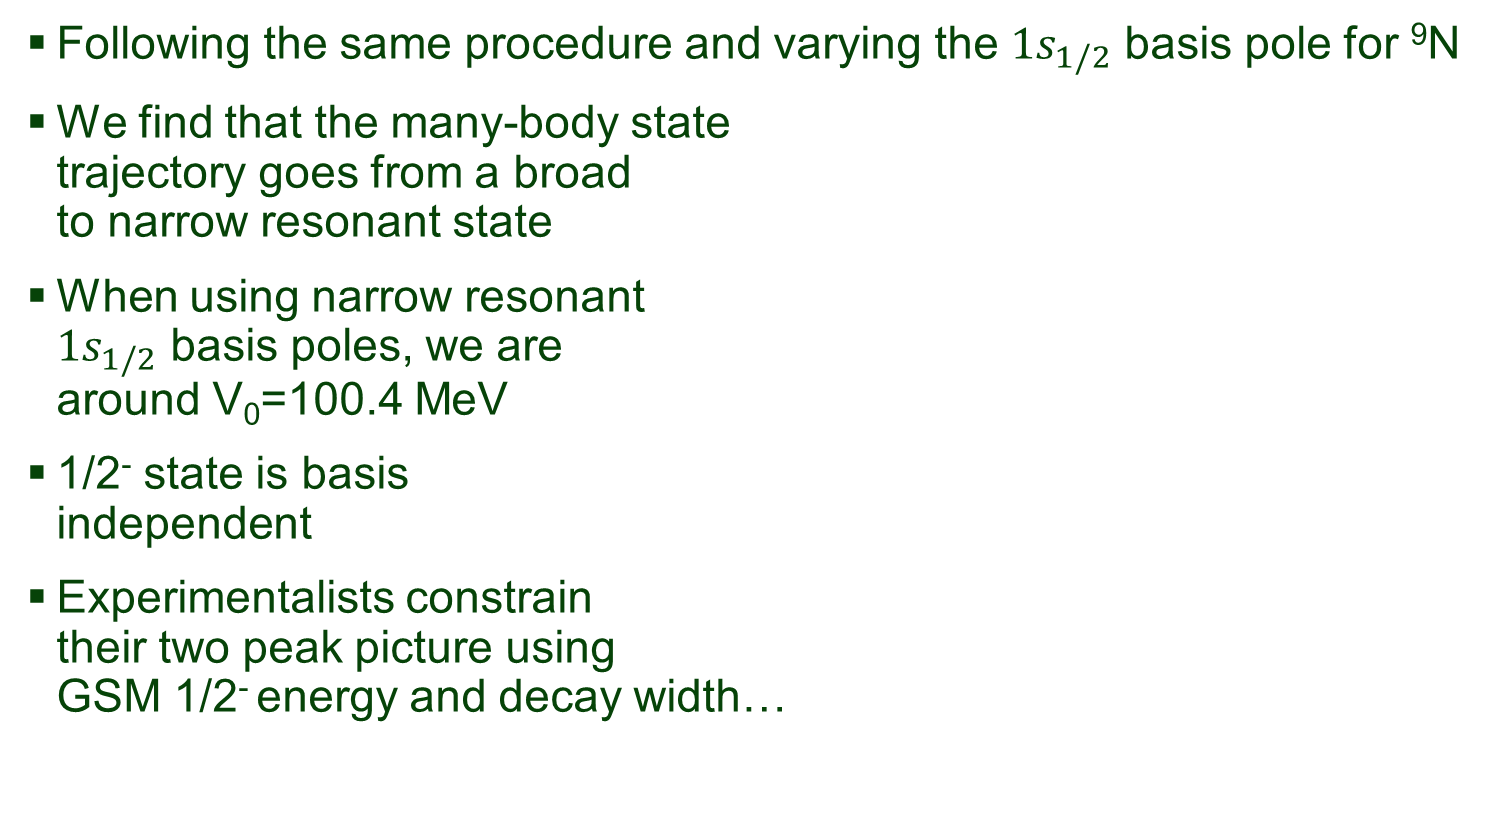 ▪ Following the same procedure and varying the 1𝑠₁/₂ basis pole for ⁹N
▪ We find that the many-body state
trajectory goes from a broad
to narrow resonant state
▪ When using narrow resonant
1𝑠₁/₂ basis poles, we are
around V₀=100.4 MeV
▪ 1/2⁻ state is basis
independent
▪ Experimentalists constrain
their two peak picture using
GSM 1/2⁻ energy and decay width…